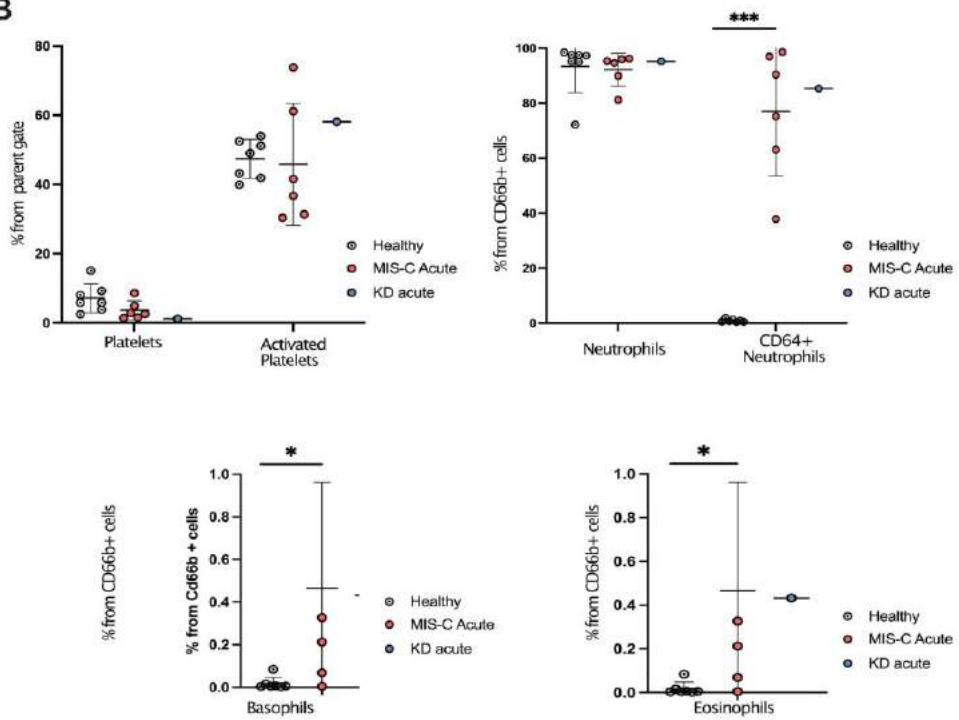 B
***
80
60
40
20
0
% from parent gate
Platelets
Activated
Platelets
Healthy
MIS-C Acute
KD acute
100
80
60
40
20
0
% from CD66b+ cells
Neutrophils
CD64+
Neutrophils
Healthy
MIS-C Acute
KD acute
% from CD66b+ cells
*
1.0
0.8
0.6
0.4
0.2
0.0
% from Cd66b + cells
Basophils
Healthy
MIS-C Acute
KD acute
*
1.0
0.8
0.6
0.4
0.2
0.0
% from CD66b+ cells
Eosinophils
Healthy
MIS-C Acute
KD acute